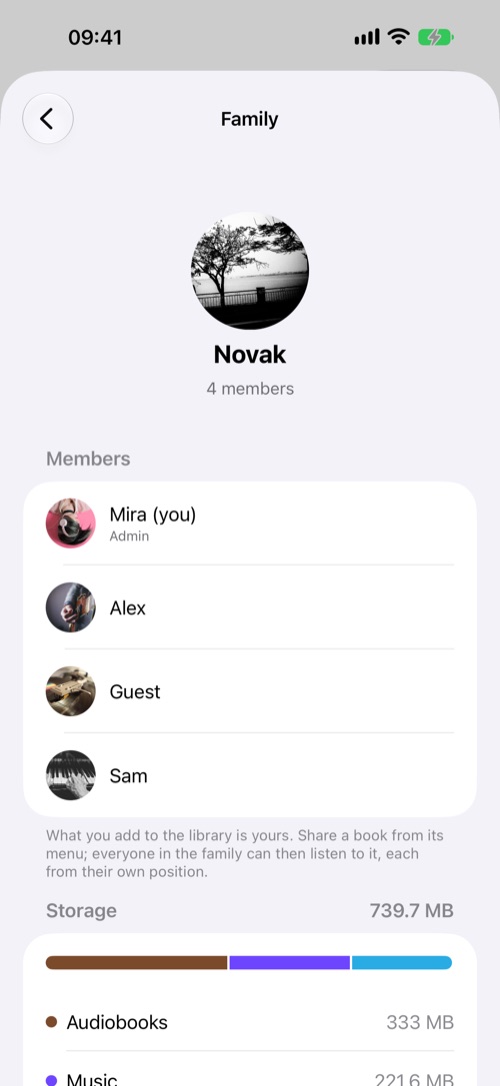 09:41
Family
Novak
4 members
Members
Mira (you)
Admin
Alex
Guest
Sam
What you add to the library is yours. Share a book from its
menu; everyone in the family can then listen to it, each
from their own position.
Storage 739.7 MB
Audiobooks 333 MB
Music 221.6 MB